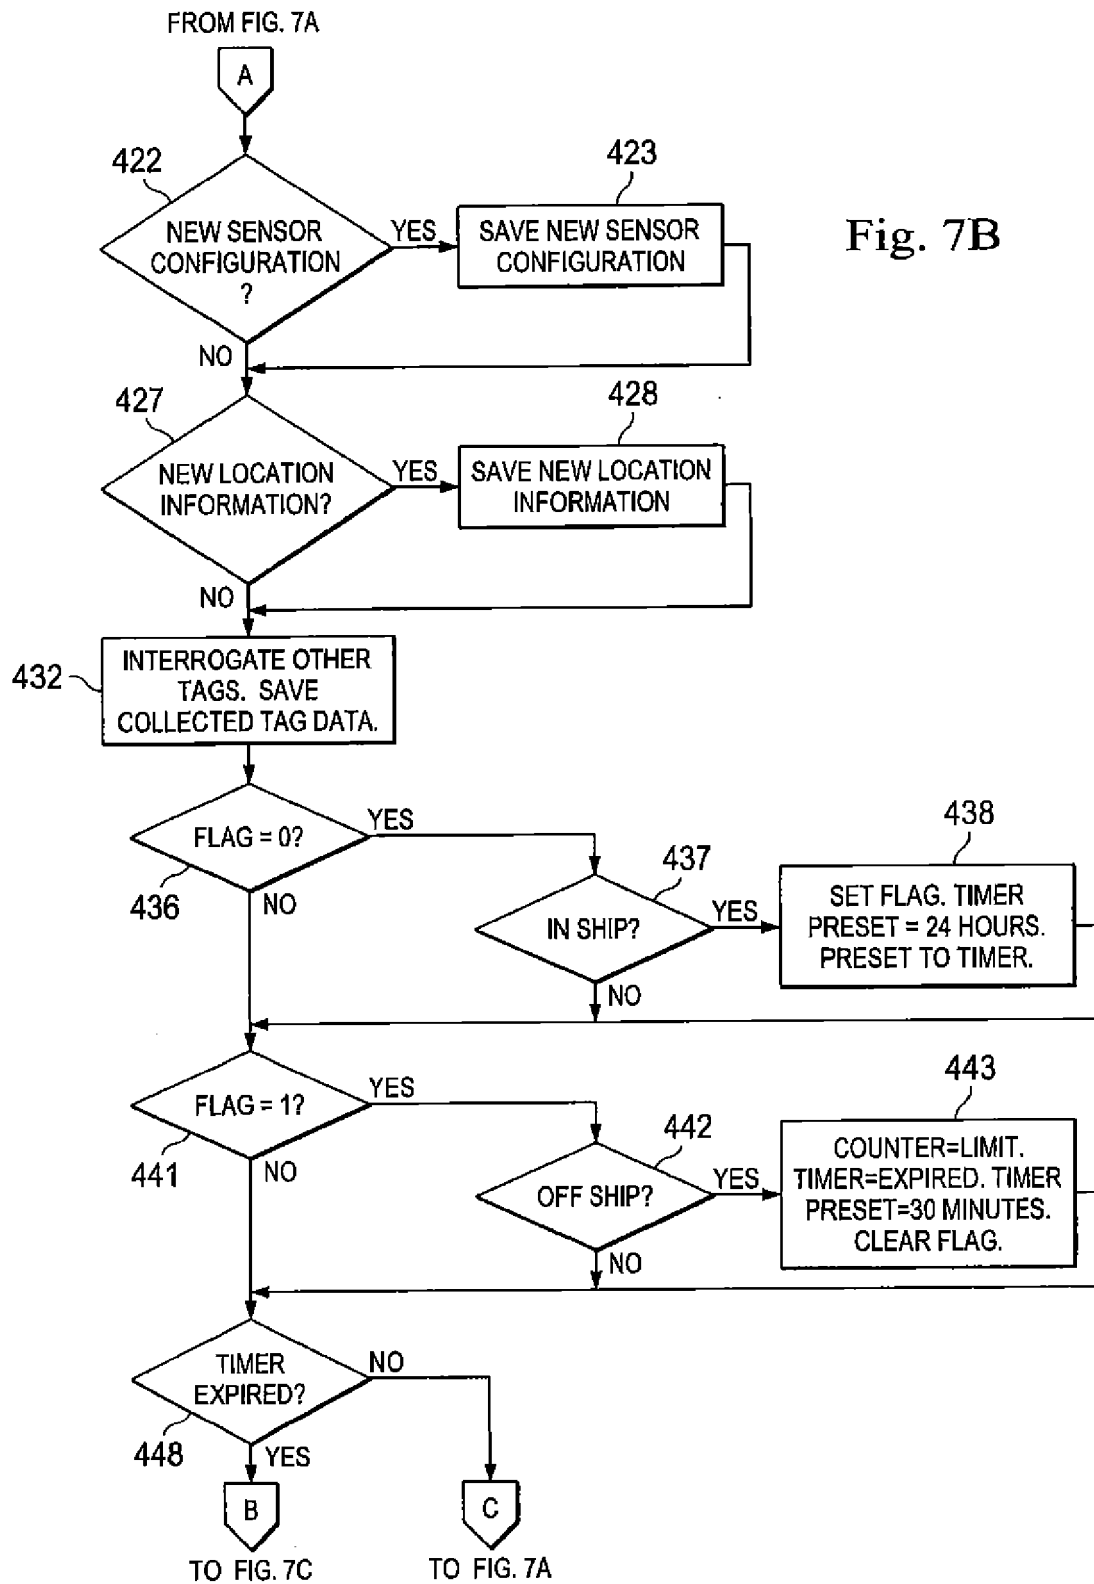 FROM FIG. 7A
A
422
423
NEW SENSOR
CONFIGURATION
?
YES
SAVE NEW SENSOR
CONFIGURATION
Fig. 7B
NO
427
428
NEW LOCATION
INFORMATION?
YES
SAVE NEW LOCATION
INFORMATION
NO
432
INTERROGATE OTHER
TAGS. SAVE
COLLECTED TAG DATA.
FLAG = 0?
YES
436
NO
437
438
IN SHIP?
YES
SET FLAG. TIMER
PRESET = 24 HOURS.
PRESET TO TIMER.
NO
FLAG = 1?
YES
441
NO
442
443
OFF SHIP?
YES
COUNTER=LIMIT.
TIMER=EXPIRED. TIMER
PRESET=30 MINUTES.
CLEAR FLAG.
NO
TIMER
EXPIRED?
NO
448
YES
B
C
TO FIG. 7C
TO FIG. 7A